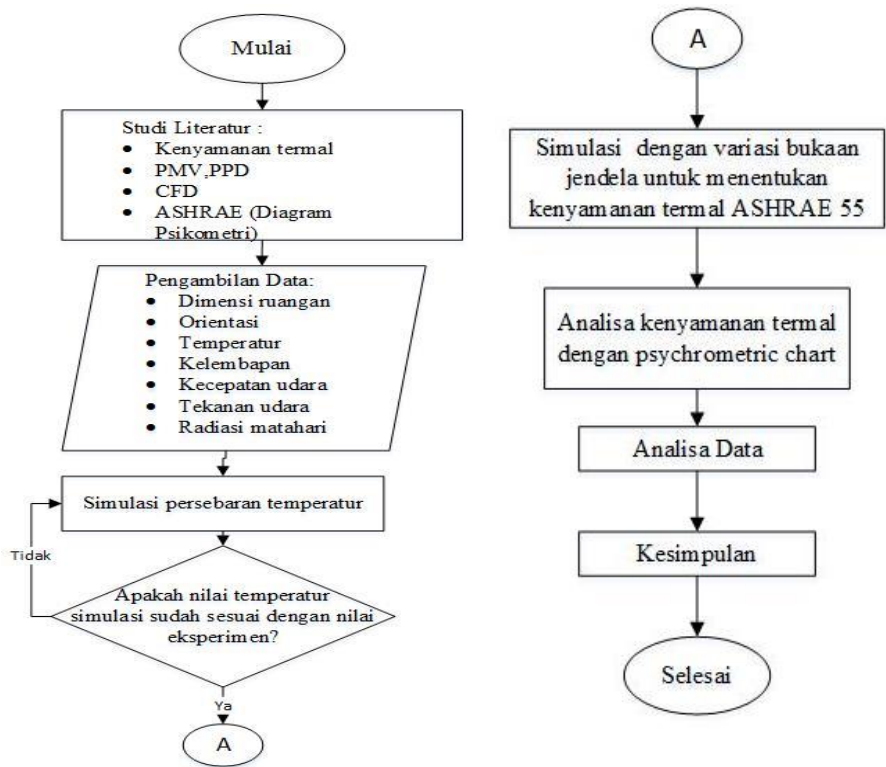 Mulai
Studi Literatur :
• Kenyamanan termal
• PMV,PPD
• CFD
• ASHRAE (Diagram
Psikometri)
Pengambilan Data:
• Dimensi ruangan
• Orientasi
• Temperatur
• Kelembapan
• Kecepatan udara
• Tekanan udara
• Radiasi matahari
Simulasi persebaran temperatur
Tidak
Apakah nilai temperatur
simulasi sudah sesuai dengan nilai
eksperimen?
Ya
A
A
Simulasi dengan variasi bukaan
jendela untuk menentukan
kenyamanan termal ASHRAE 55
Analisa kenyamanan termal
dengan psychrometric chart
Analisa Data
Kesimpulan
Selesai